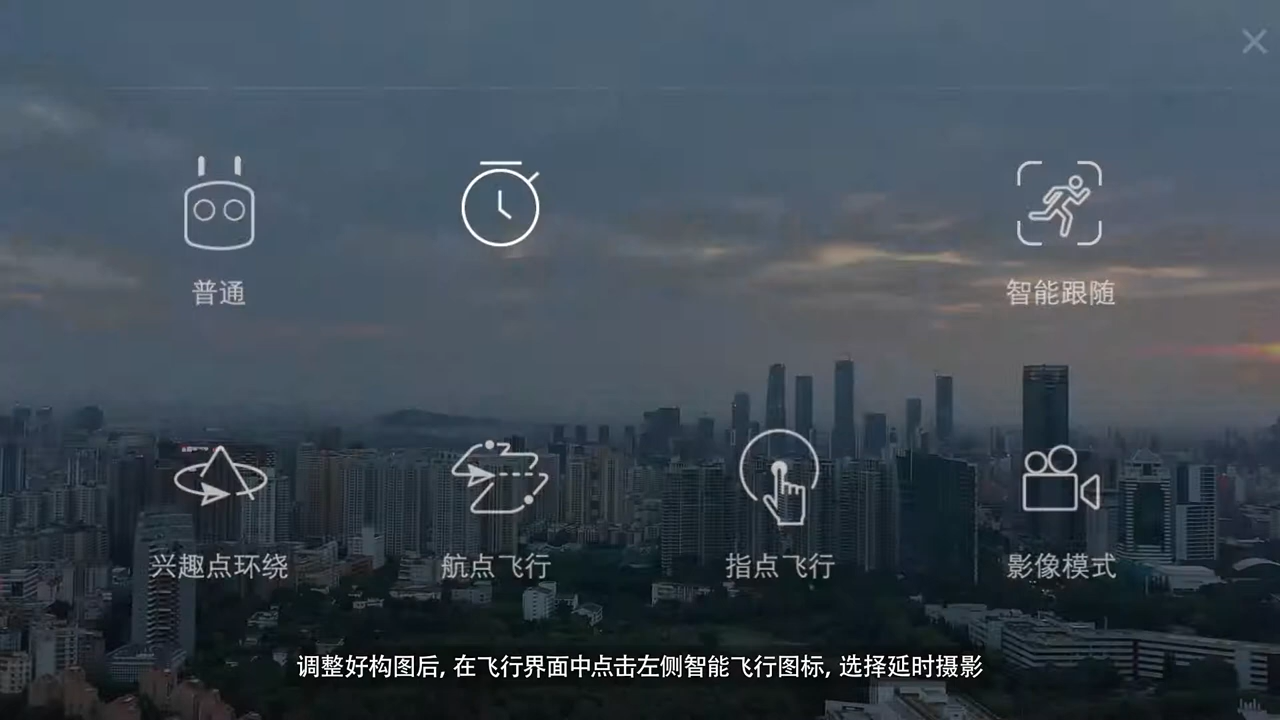 普通
智能跟随
兴趣点环绕
航点飞行
指点飞行
影像模式
调整好构图后, 在飞行界面中点击左侧智能飞行图标, 选择延时摄影